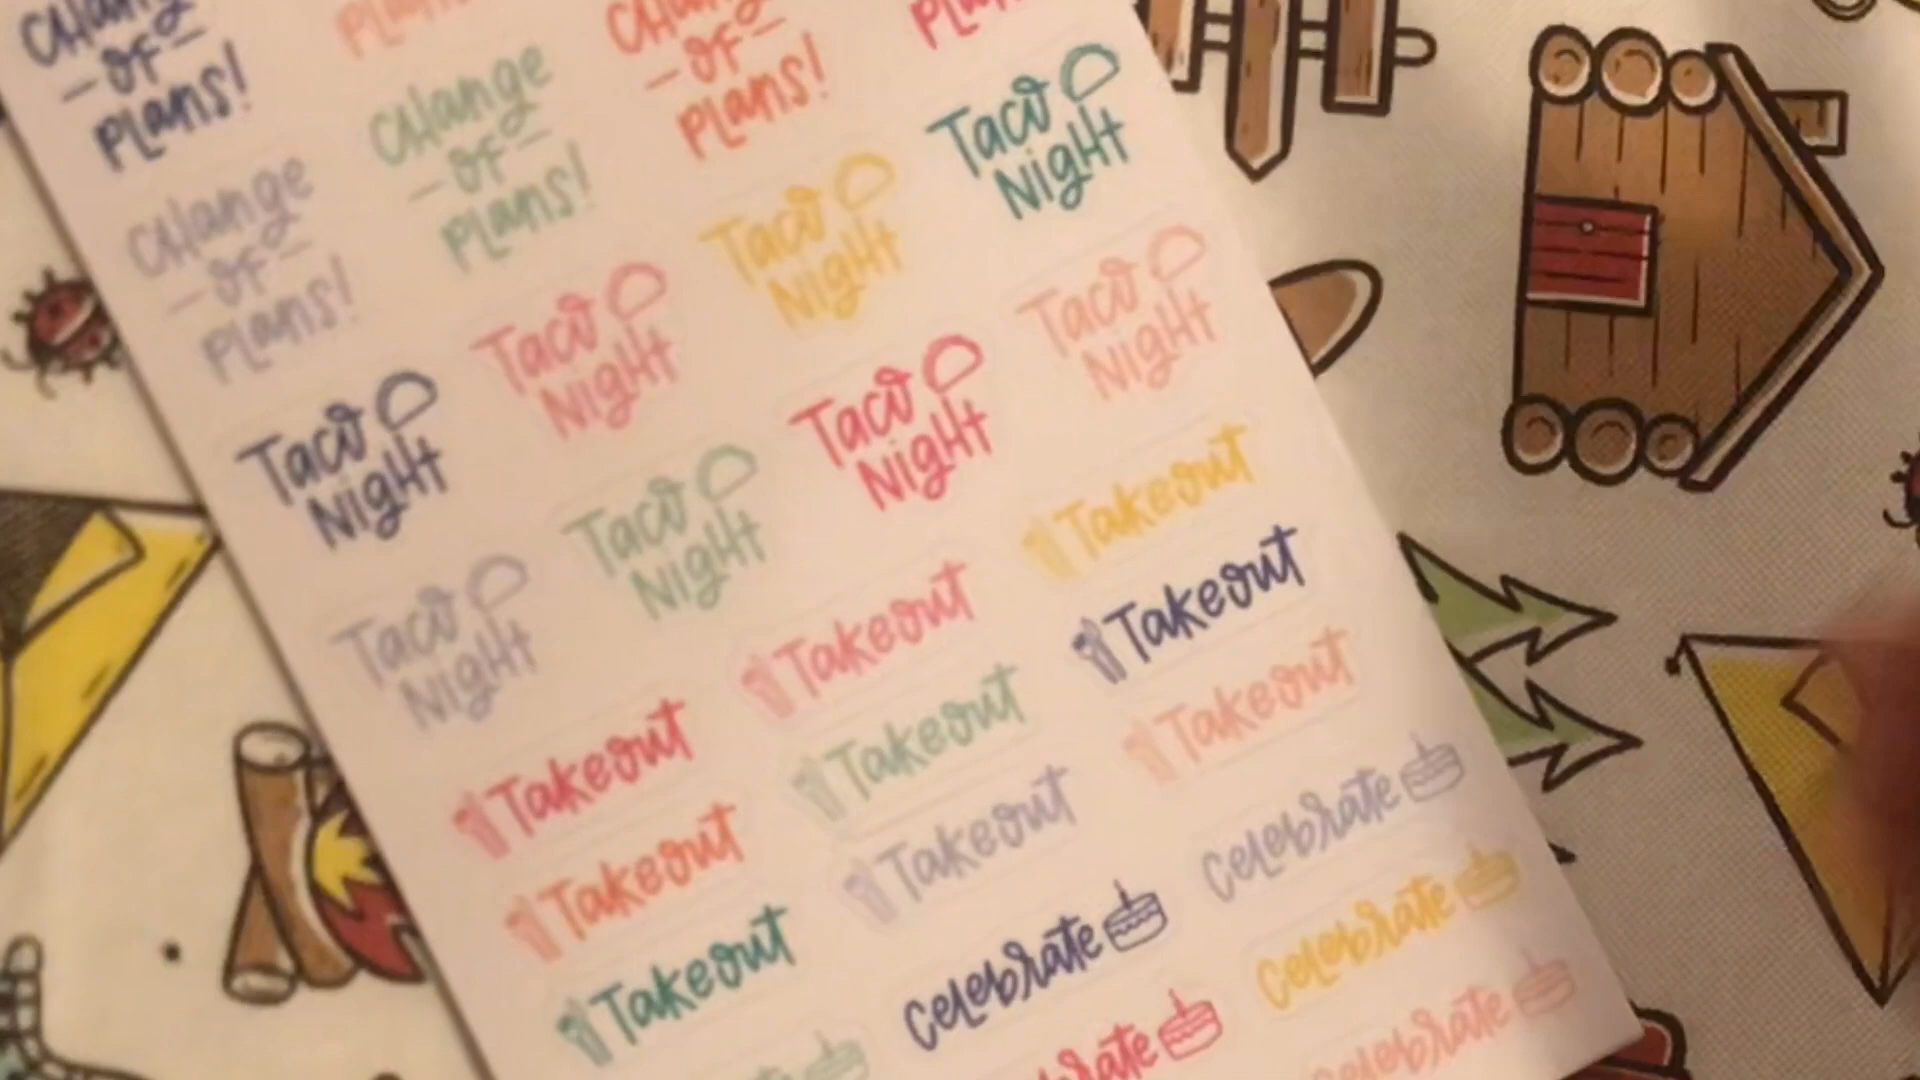 Change
- of -
Plans!
Plans
Change
- of -
Plans!
Change
- of -
Plans!
Change
- of -
Plans!
Taco
Night
Taco
Night
Taco
Night
Taco
Night
Taco
Night
Taco
Night
Taco
Night
Taco
Night
Takeout
Takeout
Takeout
Takeout
Takeout
Takeout
Takeout
Takeout
Takeout
celebrate
celebrate
celebrate
celebrate